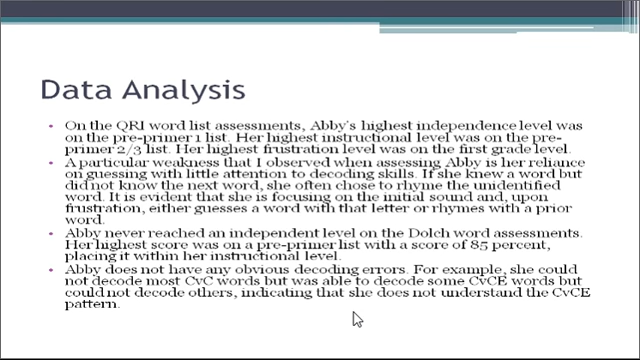 Data Analysis
• On the QRI word list assessments, Abby's highest independence level was
on the pre-primer 1 list. Her highest instructional level was on the pre-
primer 2/3 list. Her highest frustration level was on the first grade level.
• A particular weakness that I observed when assessing Abby is her reliance
on guessing with little attention to decoding skills. If she knew a word but
did not know the next word, she often chose to rhyme the unidentified
word. It is evident that she is focusing on the initial sound and, upon
frustration, either guesses a word with that letter or rhymes with a prior
word.
• Abby never reached an independent level on the Dolch word assessments.
Her highest score was on a pre-primer list with a score of 85 percent,
placing it within her instructional level.
• Abby does not have any obvious decoding errors. For example, she could
not decode most CvC words but was able to decode some CvCE words but
could not decode others, indicating that she does not understand the CvCE
pattern.